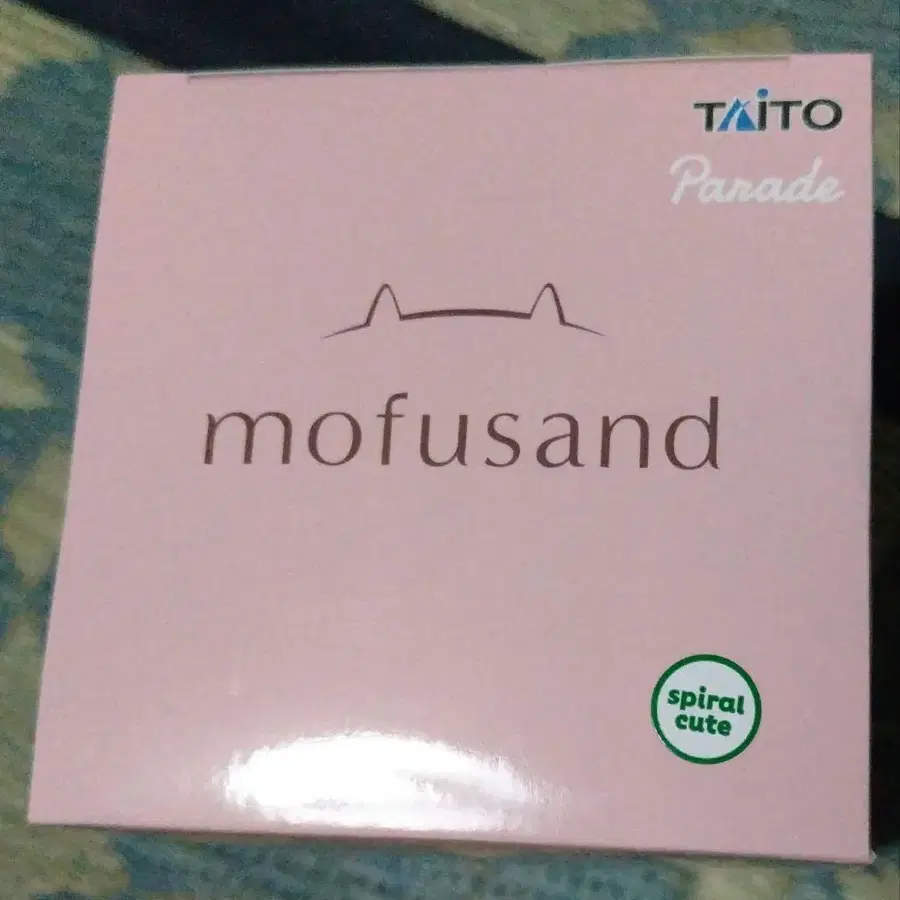 TAITO
Parade
mofusand
spiral
cute